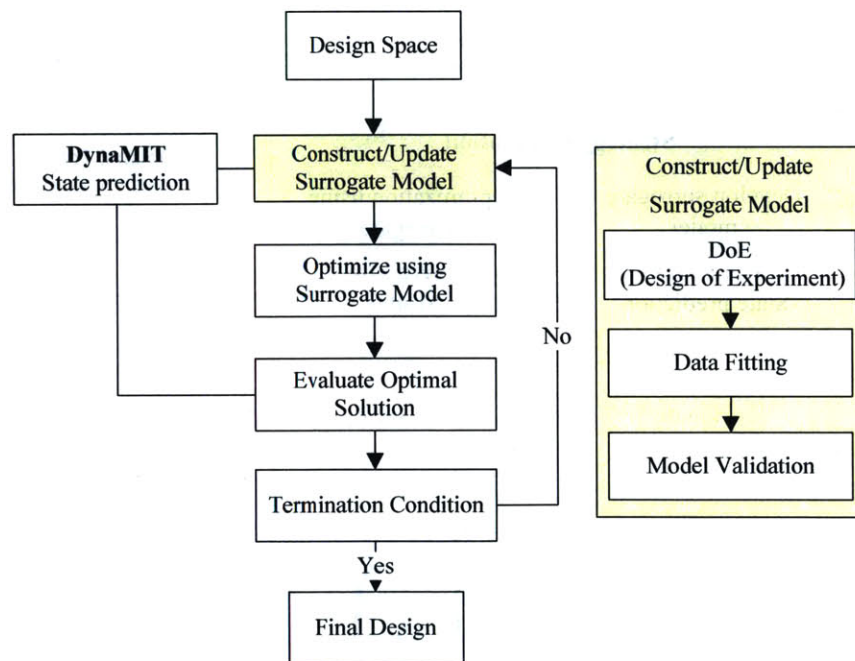 Design Space
DynaMIT
State prediction
Construct/Update
Surrogate Model
Optimize using
Surrogate Model
Evaluate Optimal
Solution
No
Termination Condition
Yes
Final Design
Construct/Update
Surrogate Model
DoE
(Design of Experiment)
Data Fitting
Model Validation